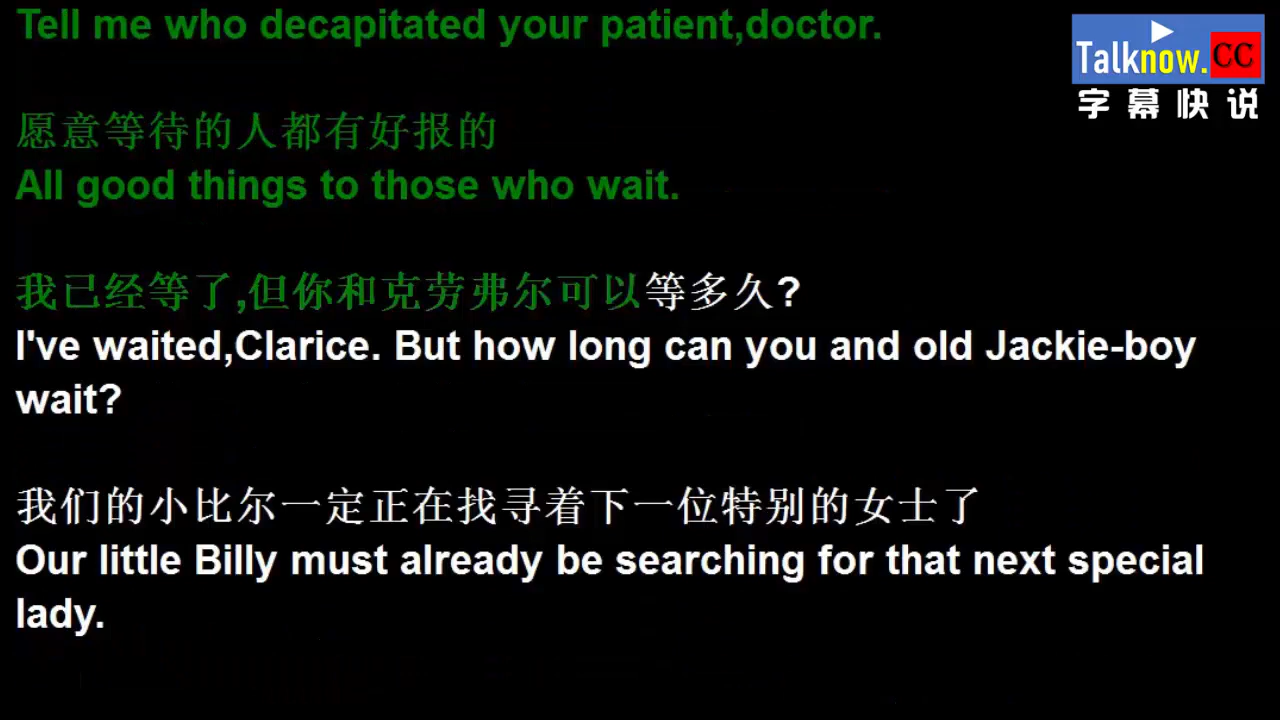 Tell me who decapitated your patient,doctor.
Talknow.CC
字幕快说
愿意等待的人都有好报的
All good things to those who wait.
我已经等了,但你和克劳弗尔可以等多久?
I've waited,Clarice. But how long can you and old Jackie-boy
wait?
我们的小比尔一定正在找寻着下一位特别的女士了
Our little Billy must already be searching for that next special
lady.